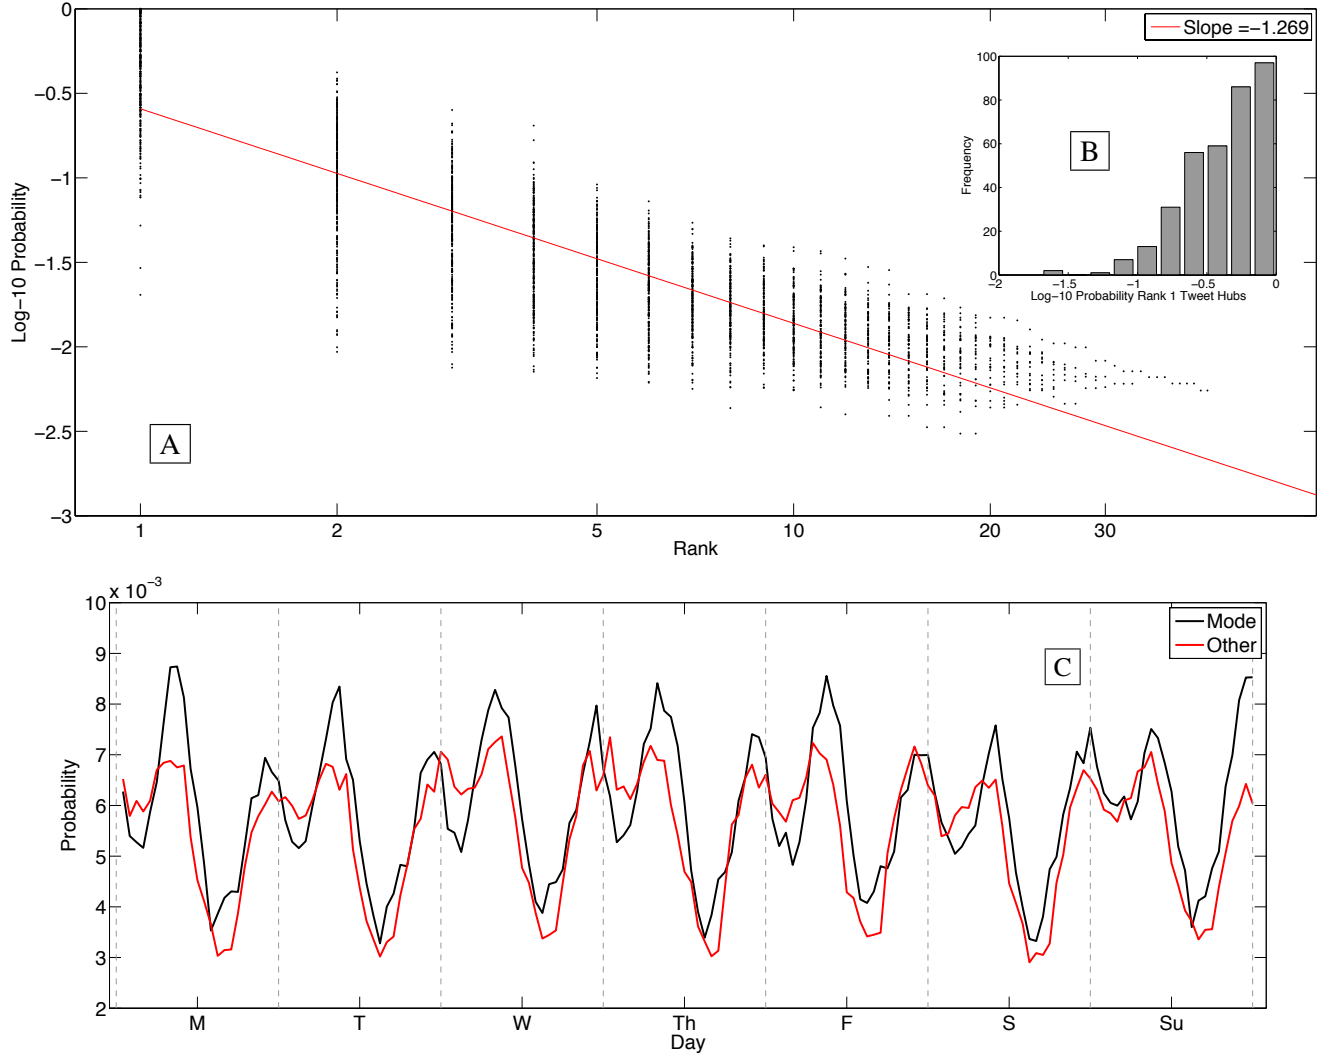 Slope =−1.269
A
0
−0.5
−1
−1.5
−2
−2.5
−3
Log−10 Probability
1
2
5
10
20
30
Rank
B
100
80
60
40
20
0
Frequency
−2
−1.5
−1
−0.5
0
Log−10 Probability Rank 1 Tweet Hubs
C
Mode
Other
x 10⁻³
10
9
8
7
6
5
4
3
2
Probability
M
T
W
Th
F
S
Su
Day